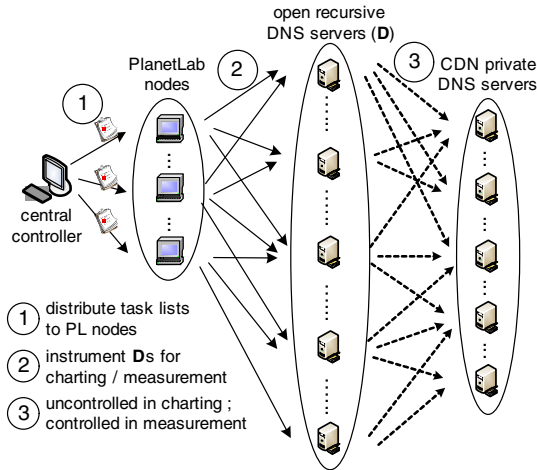 open recursive
DNS servers (D)
PlanetLab
nodes
CDN private
DNS servers
1
2
3
central
controller
1 distribute task lists
to PL nodes
2 instrument Ds for
charting / measurement
3 uncontrolled in charting ;
controlled in measurement